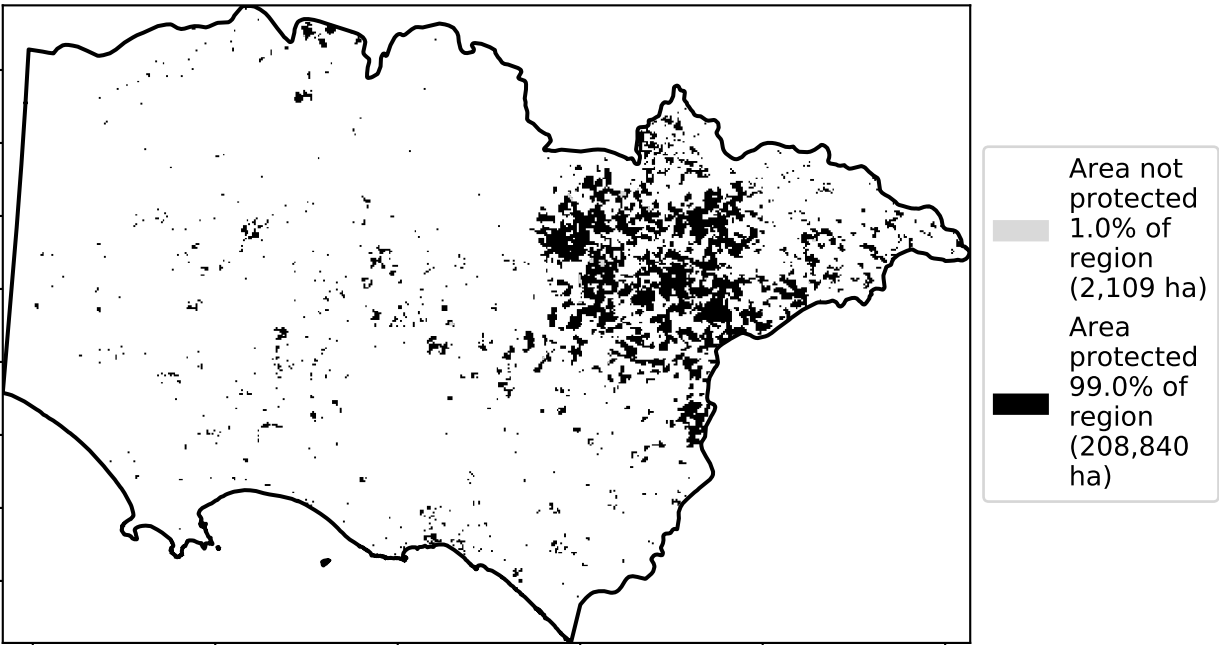 Area not
protected
1.0% of
region
(2,109 ha)
Area
protected
99.0% of
region
(208,840
ha)